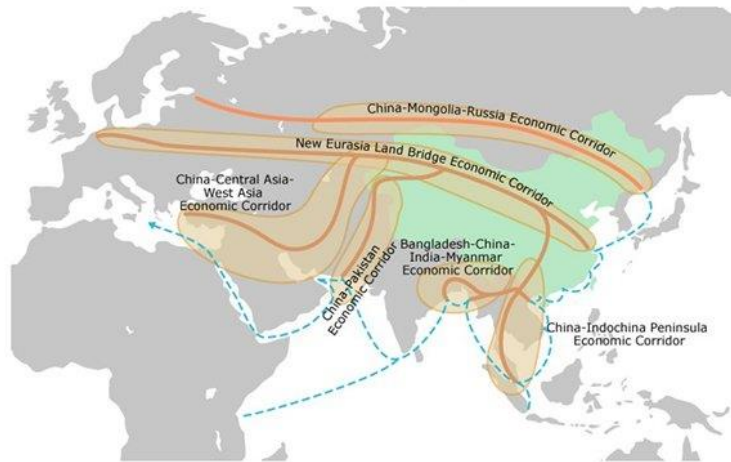 China-Mongolia-Russia Economic Corridor
New Eurasia Land Bridge Economic Corridor
China-Central Asia-
West Asia
Economic Corridor
China-Pakistan
Economic Corridor
Bangladesh-China-
India-Myanmar
Economic Corridor
China-Indochina Peninsula
Economic Corridor